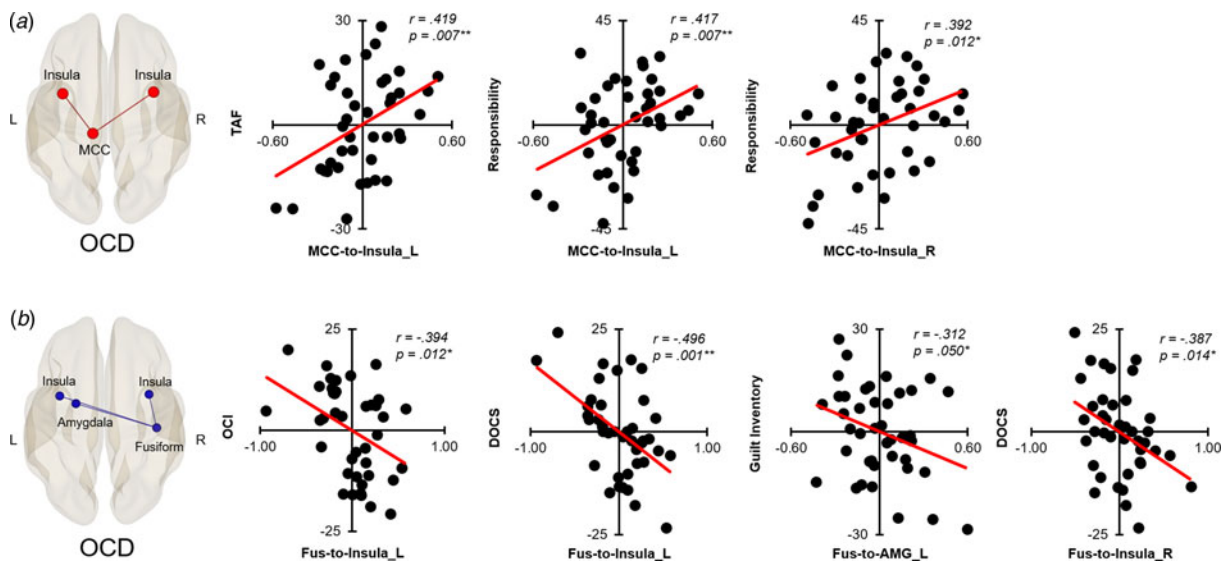 (a)
Insula
Insula
L
R
MCC
OCD
30
r = .419
p = .007**
TAF
-0.60
0.60
-30
MCC-to-Insula_L
45
r = .417
p = .007**
Responsibility
-0.60
0.60
-45
MCC-to-Insula_L
45
r = .392
p = .012*
Responsibility
-0.60
0.60
-45
MCC-to-Insula_R
(b)
Insula
Insula
Amygdala
L
R
Fusiform
OCD
25
r = -.394
p = .012*
OCI
-1.00
1.00
-25
Fus-to-Insula_L
25
r = -.496
p = .001**
DOCS
-1.00
1.00
-25
Fus-to-Insula_L
30
r = -.312
p = .050*
Guilt Inventory
-0.60
0.60
-30
Fus-to-AMG_L
25
r = -.387
p = .014*
DOCS
-1.00
1.00
-25
Fus-to-Insula_R